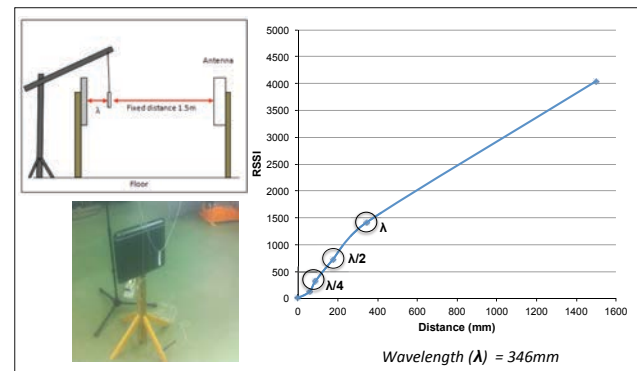 Antenna
λ
Fixed distance 1.5m
Floor
RSSI
5000
4500
4000
3500
3000
2500
2000
1500
1000
500
0
λ
λ/2
λ/4
0 200 400 600 800 1000 1200 1400 1600
Distance (mm)
Wavelength (λ) = 346mm